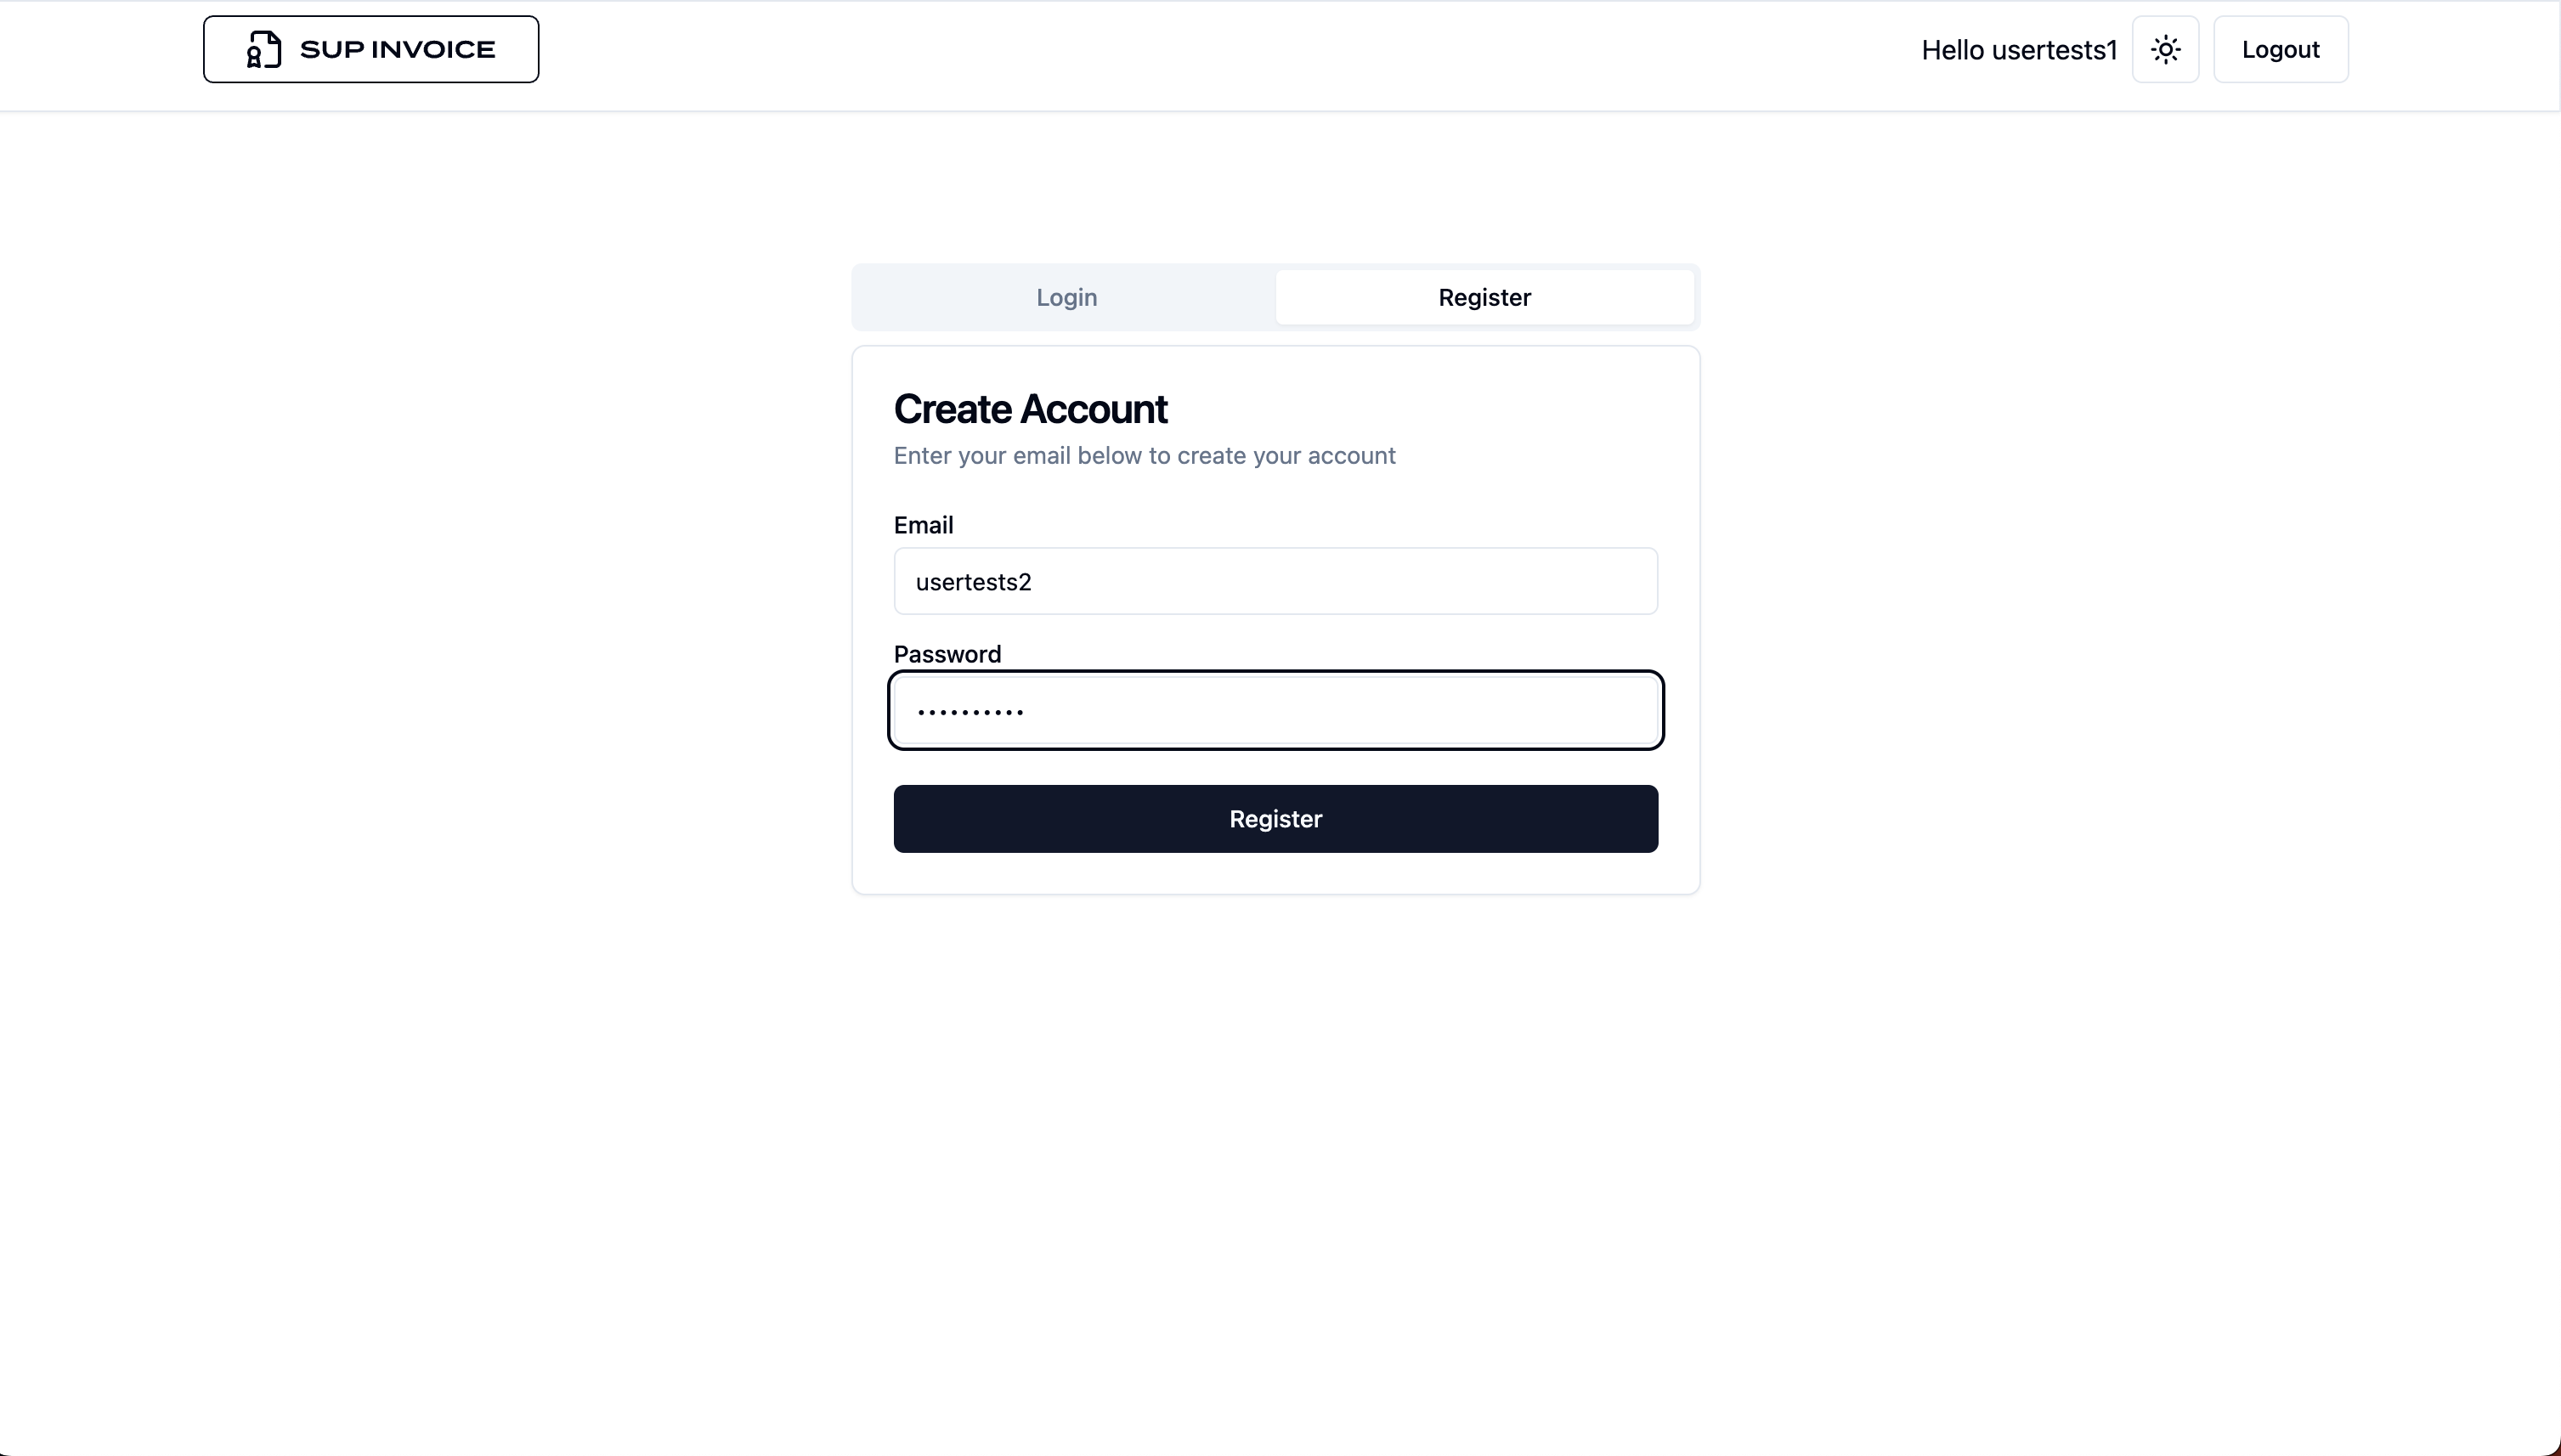 SUP INVOICE
Hello usertests1
Logout
Login
Register
Create Account
Enter your email below to create your account
Email
usertests2
Password
••••••••••
Register